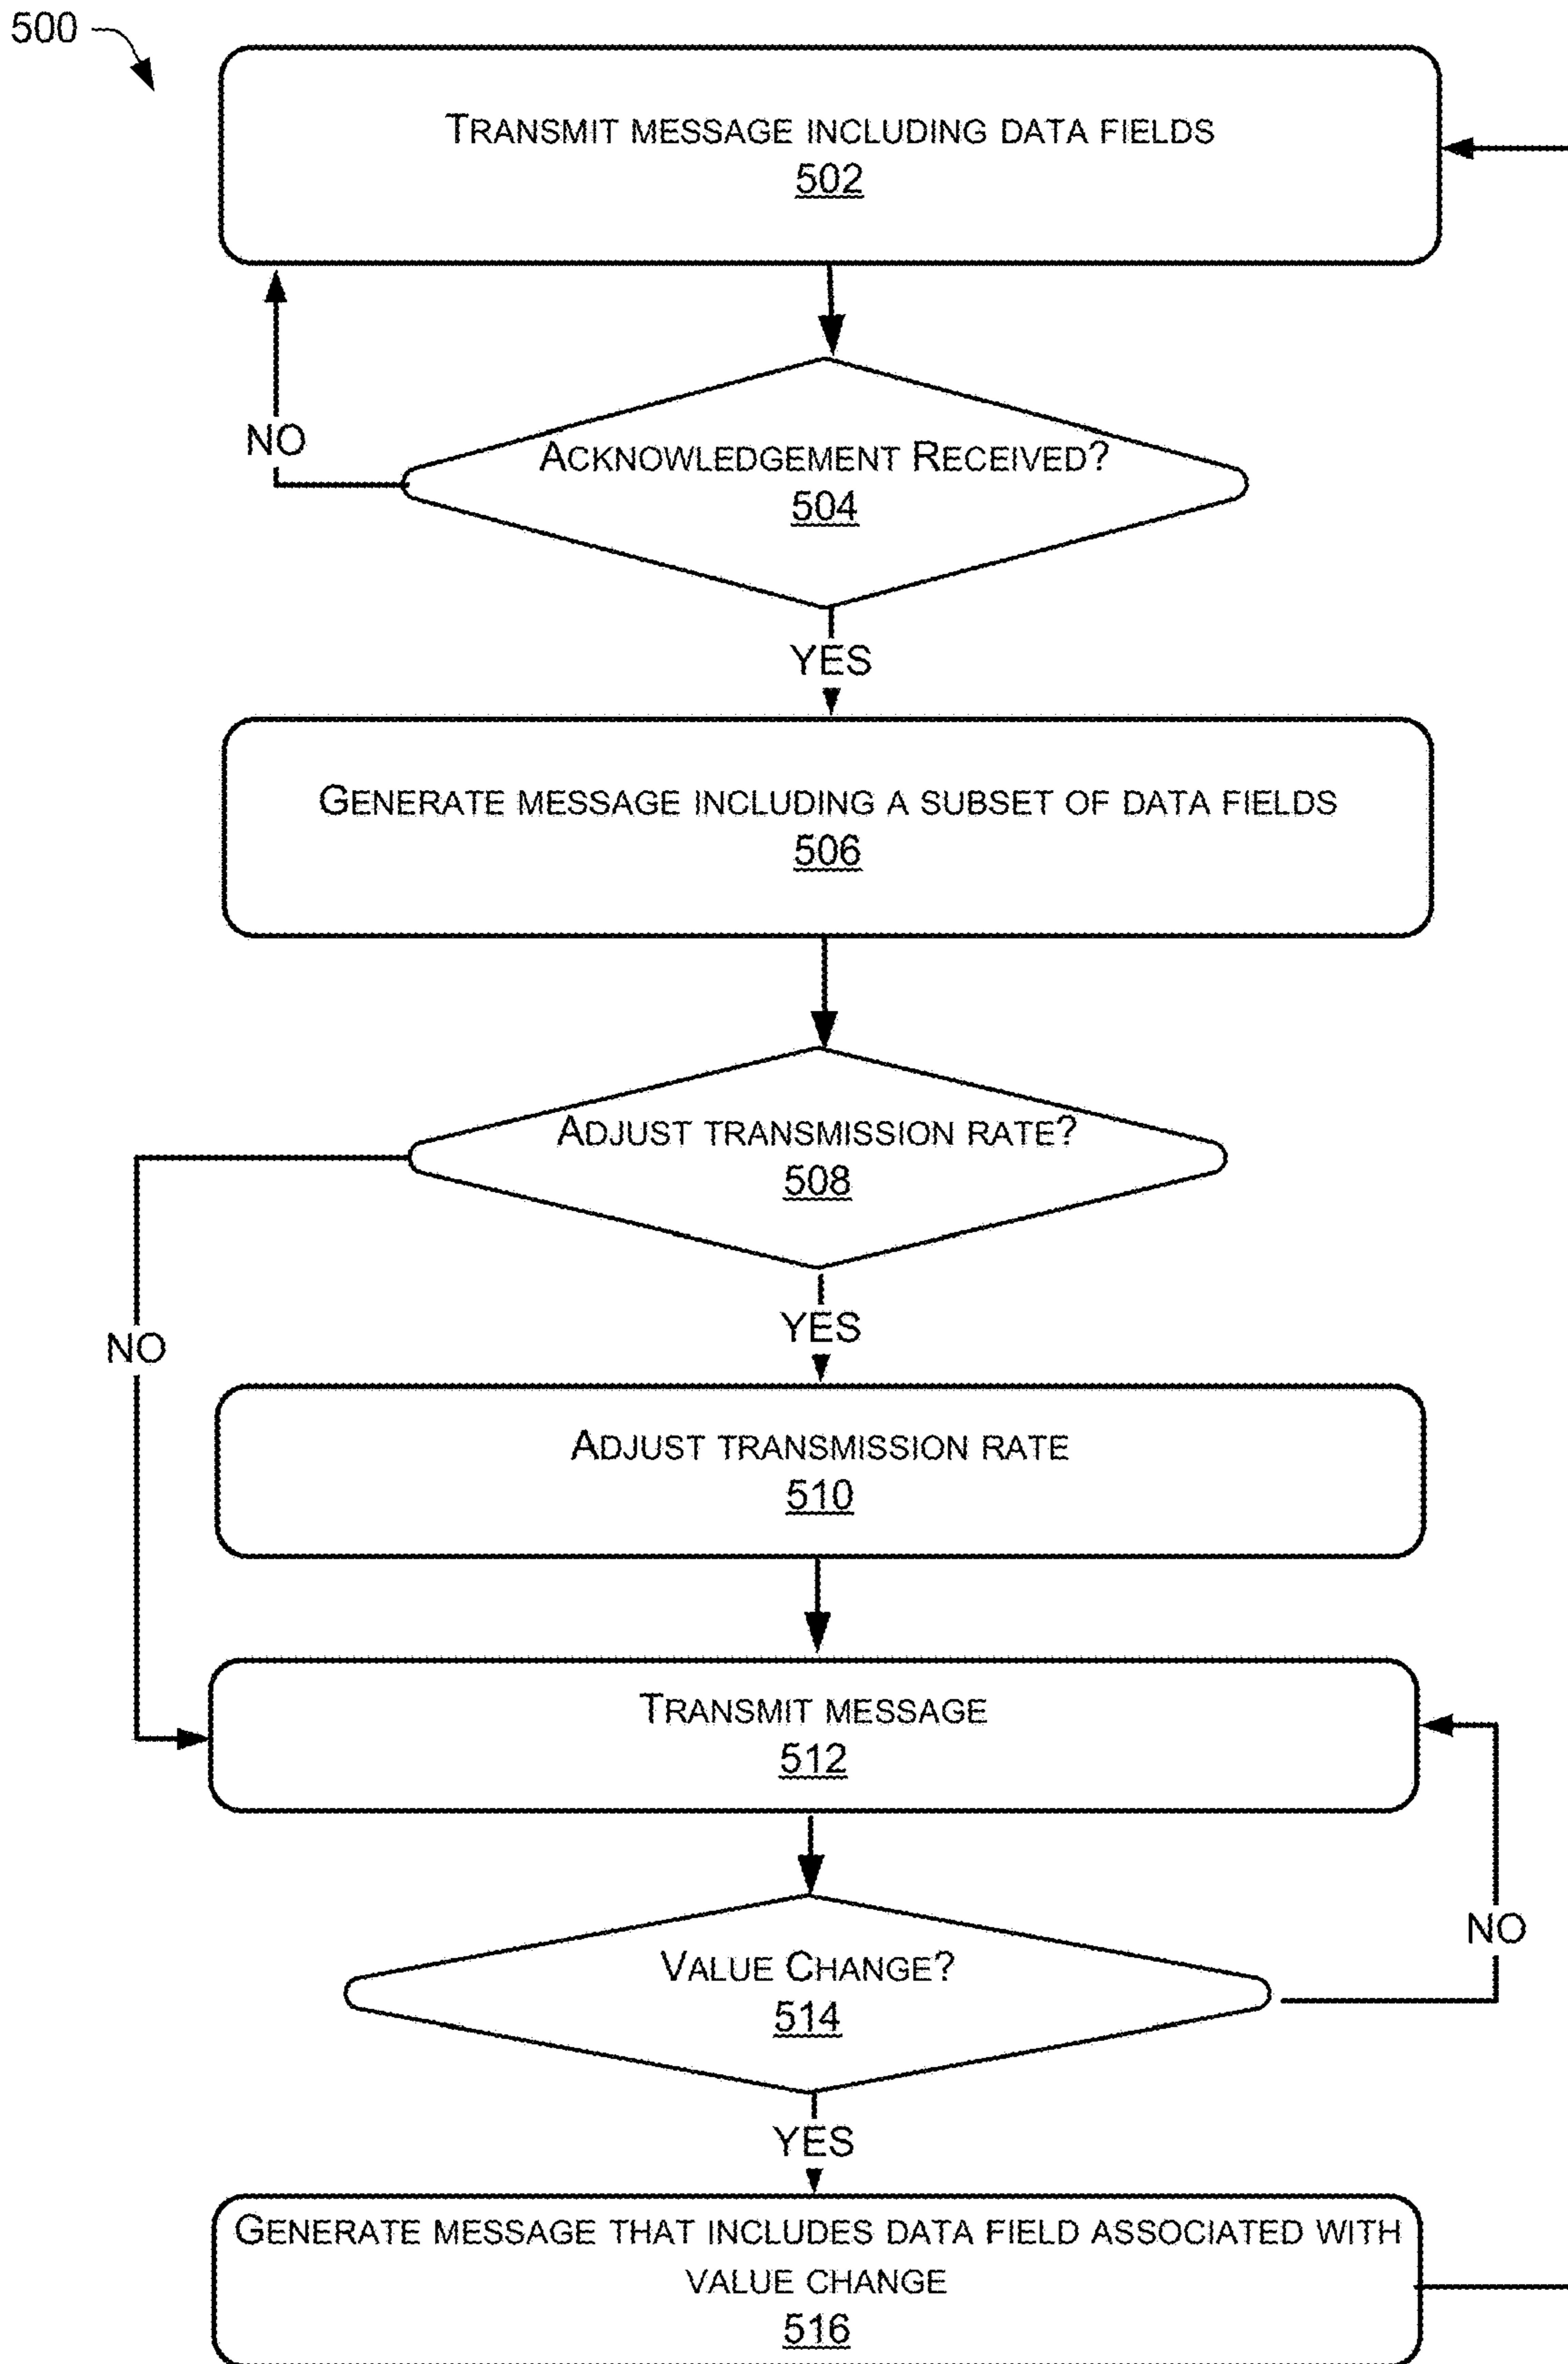 500
TRANSMIT MESSAGE INCLUDING DATA FIELDS
502
NO
ACKNOWLEDGEMENT RECEIVED?
504
YES
GENERATE MESSAGE INCLUDING A SUBSET OF DATA FIELDS
506
ADJUST TRANSMISSION RATE?
508
NO
YES
ADJUST TRANSMISSION RATE
510
TRANSMIT MESSAGE
512
NO
VALUE CHANGE?
514
YES
GENERATE MESSAGE THAT INCLUDES DATA FIELD ASSOCIATED WITH
VALUE CHANGE
516